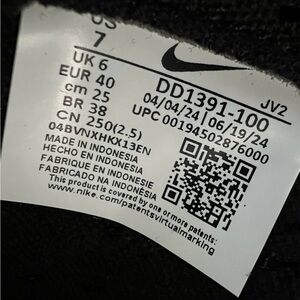 US
7
UK 6
EUR 40
cm 25
BR 38
CN 250(2.5)
04BVNXHKX13EN
MADE IN INDONESIA
HECHO EN INDONESIA
FABRIQUE EN INDONESIE
FABRICADO NA INDONÉSIA
This product is covered by one or more patents:
www.nike.com/patentsvirtualmarking
JV2
DD1391-100
04/04/24 | 06/19/24
UPC 00194502876000